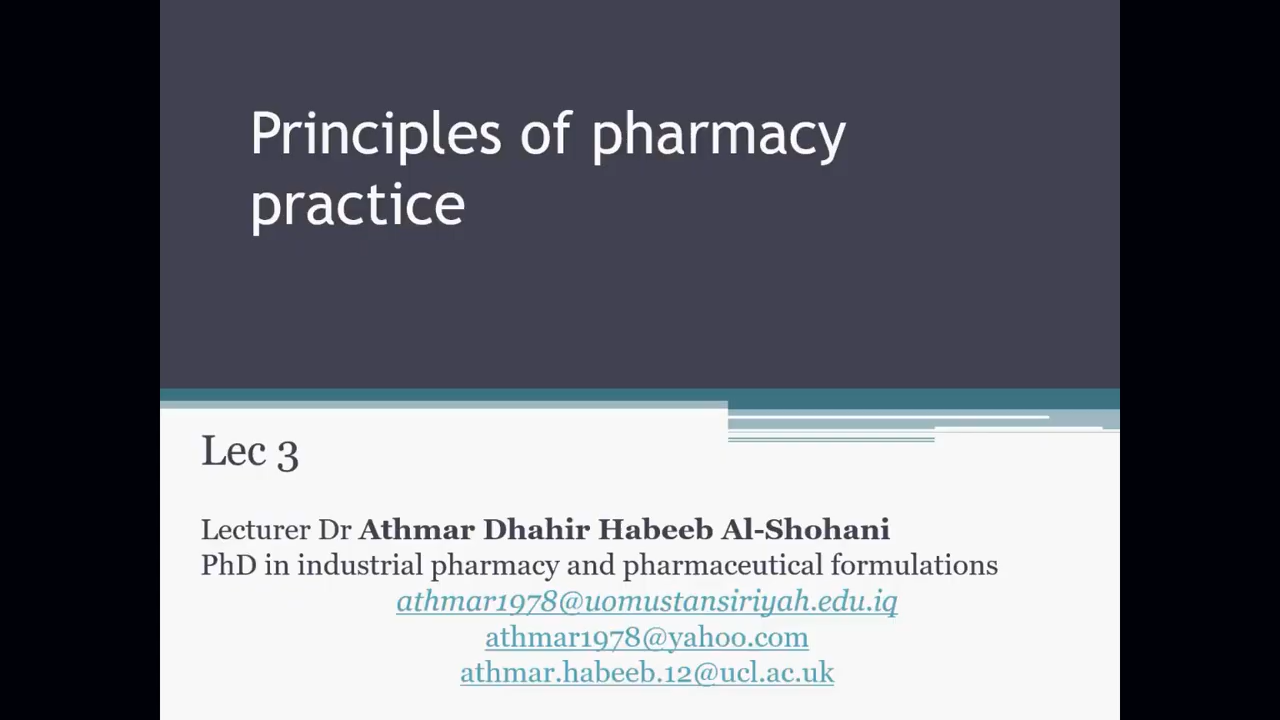 Principles of pharmacy
practice
Lec 3
Lecturer Dr Athmar Dhahir Habeeb Al-Shohani
PhD in industrial pharmacy and pharmaceutical formulations
athmar1978@uomustansiriyah.edu.iq
athmar1978@yahoo.com
athmar.habeeb.12@ucl.ac.uk